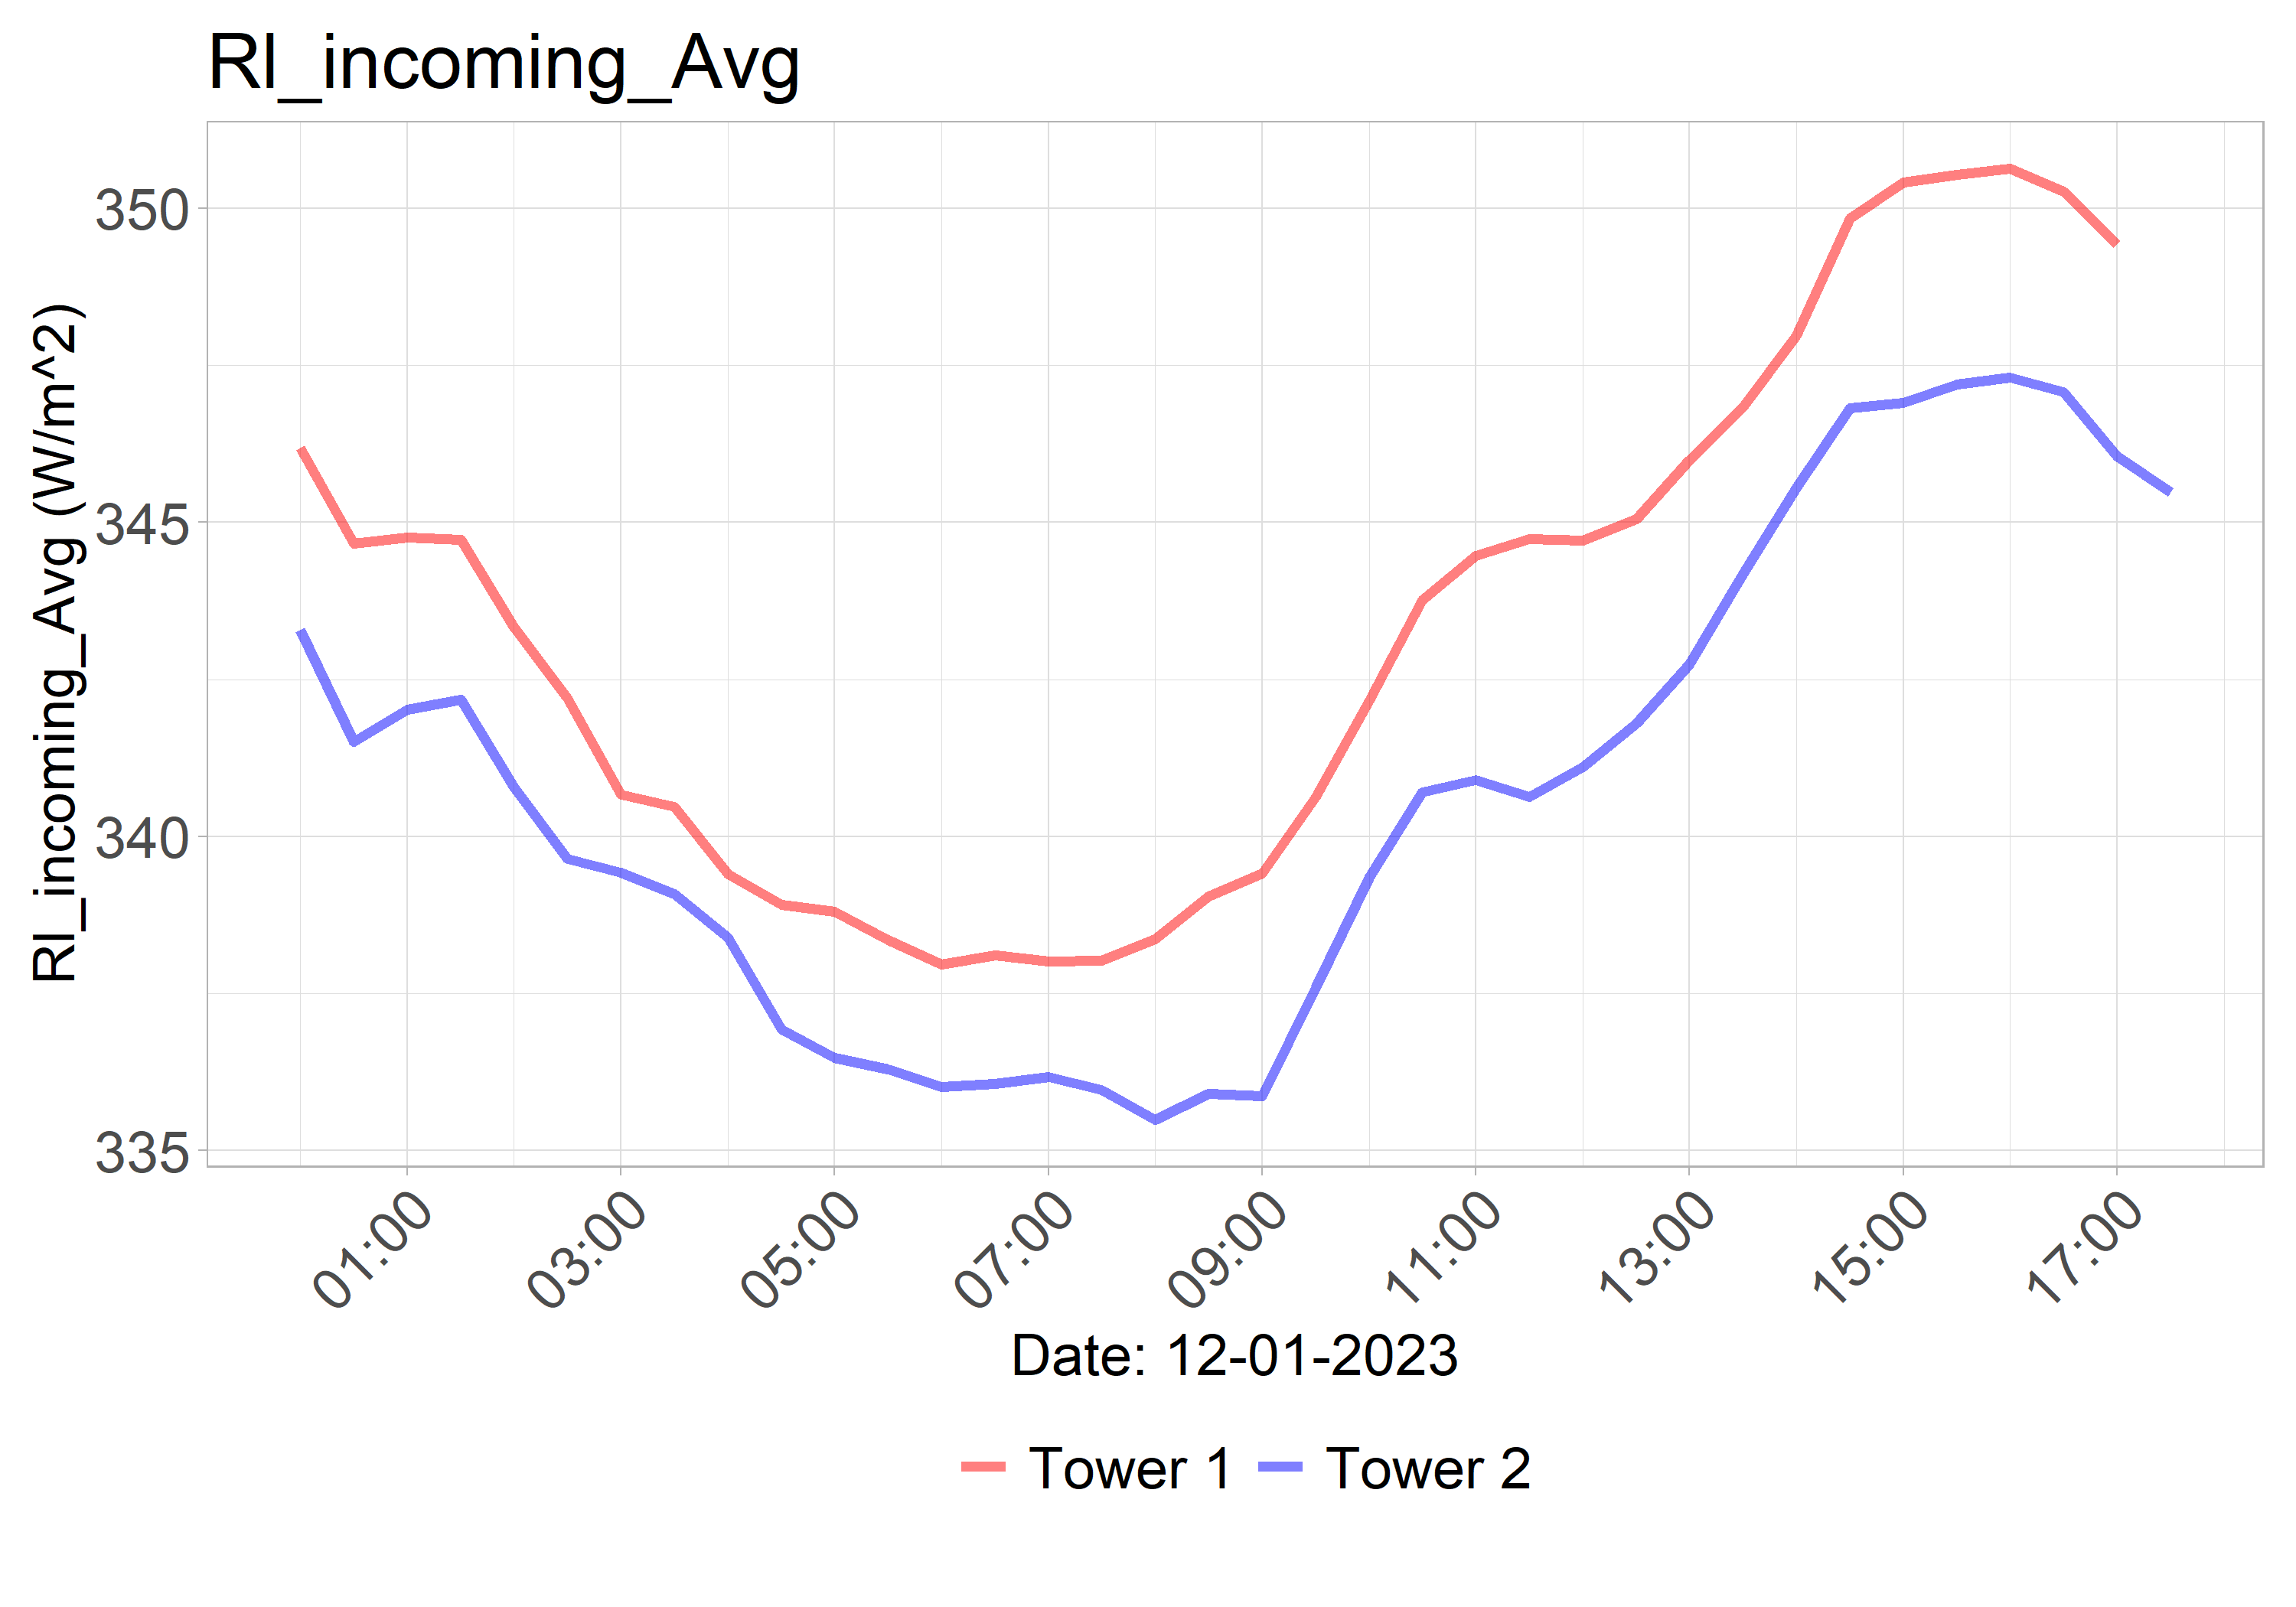 Rl_incoming_Avg
Rl_incoming_Avg (W/m^2)
350
345
340
335
01:00 03:00 05:00 07:00 09:00 11:00 13:00 15:00 17:00
Date: 12-01-2023
Tower 1 Tower 2